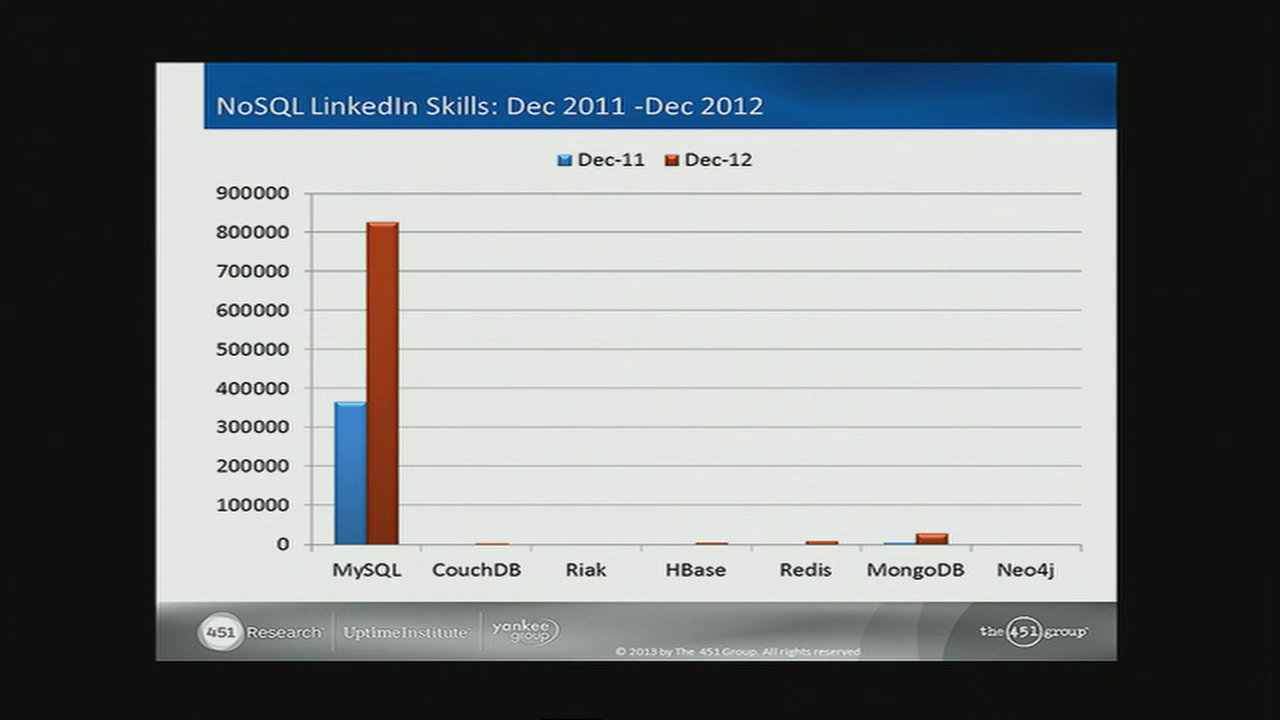 NoSQL LinkedIn Skills: Dec 2011 -Dec 2012
Dec-11 Dec-12
900000
800000
700000
600000
500000
400000
300000
200000
100000
0
MySQL CouchDB Riak HBase Redis MongoDB Neo4j
451 Research UptimeInstitute yankee group the 451 group
© 2013 by The 451 Group. All rights reserved